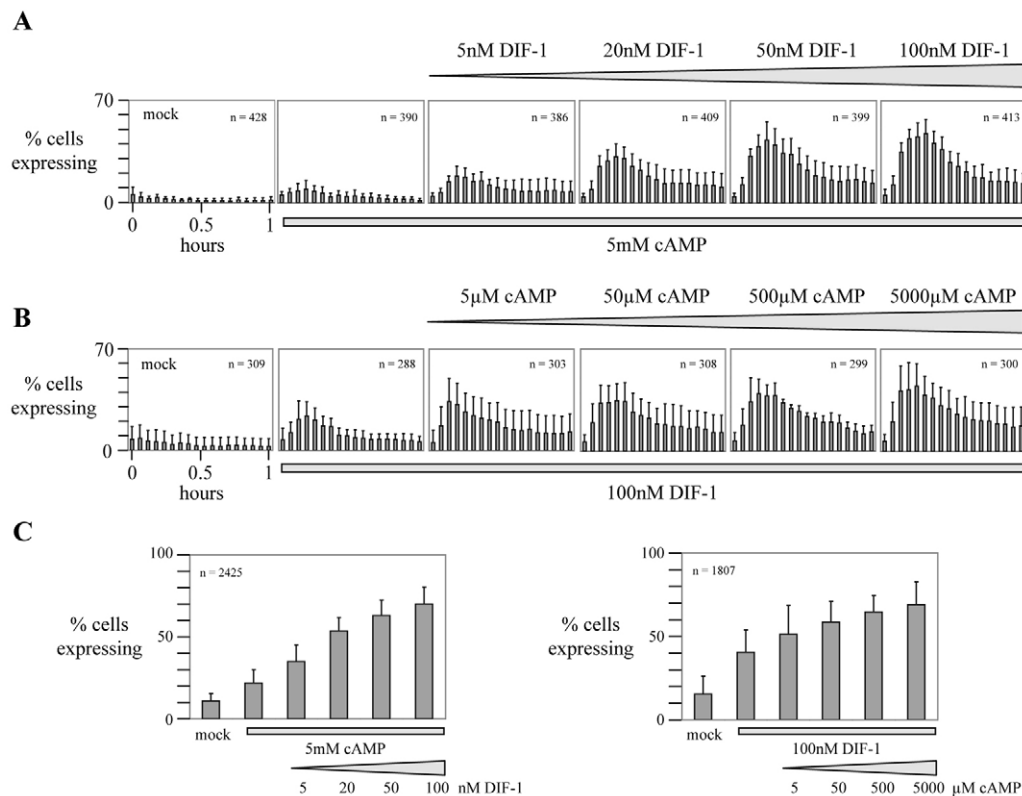 A
5nM DIF-1 20nM DIF-1 50nM DIF-1 100nM DIF-1
70
mock n = 428 n = 390 n = 386 n = 409 n = 399 n = 413
% cells
expressing
0
0 0.5 1
hours
5mM cAMP
B
5µM cAMP 50µM cAMP 500µM cAMP 5000µM cAMP
70
mock n = 309 n = 288 n = 303 n = 308 n = 299 n = 300
% cells
expressing
0
0 0.5 1
hours
100nM DIF-1
C
100
n = 2425
% cells
expressing
50
0
mock
5mM cAMP
5 20 50 100 nM DIF-1
100
n = 1807
% cells
expressing
50
0
mock
100nM DIF-1
5 50 500 5000 µM cAMP